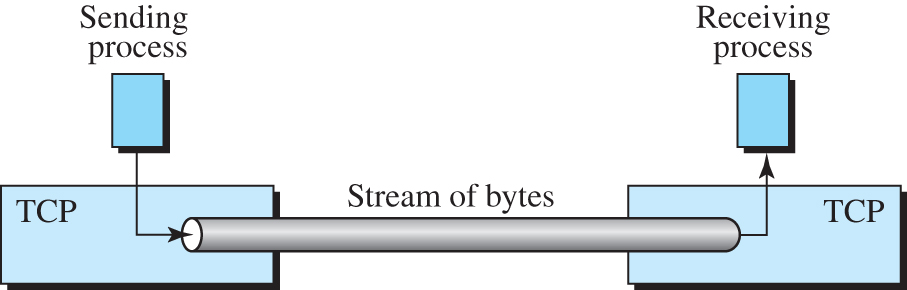 Sending
process
Receiving
process
Stream of bytes
TCP
TCP